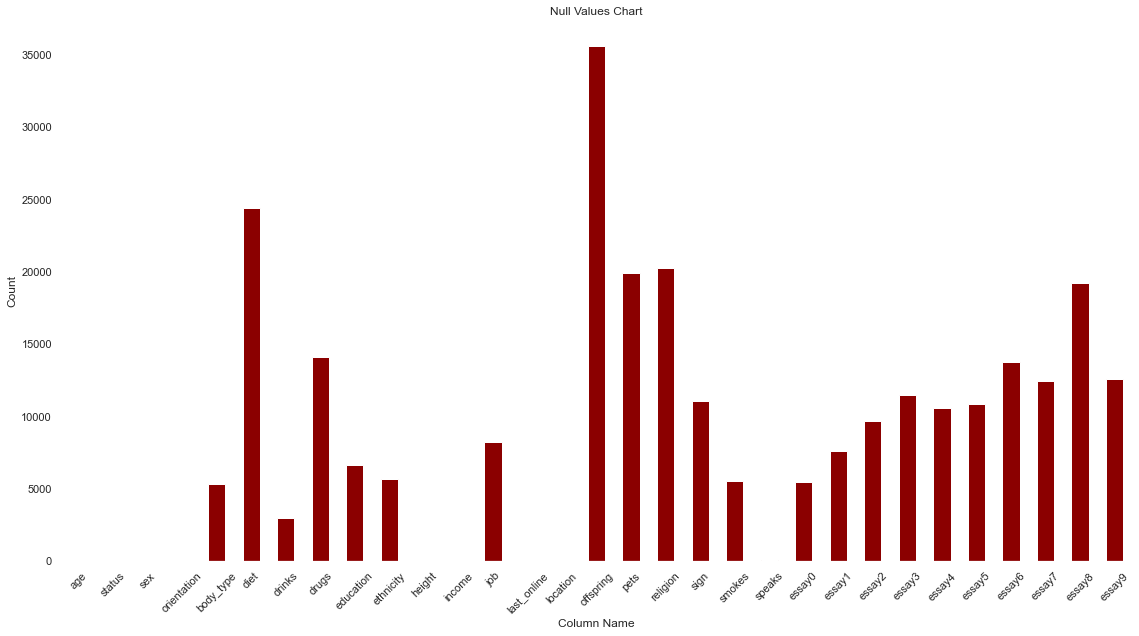 Null Values Chart
35000
30000
25000
20000
15000
10000
5000
0
Count
age
status
sex
orientation
body_type
diet
drinks
drugs
education
ethnicity
height
income
job
last_online
location
offspring
pets
religion
sign
smokes
speaks
essay0
essay1
essay2
essay3
essay4
essay5
essay6
essay7
essay8
essay9
Column Name